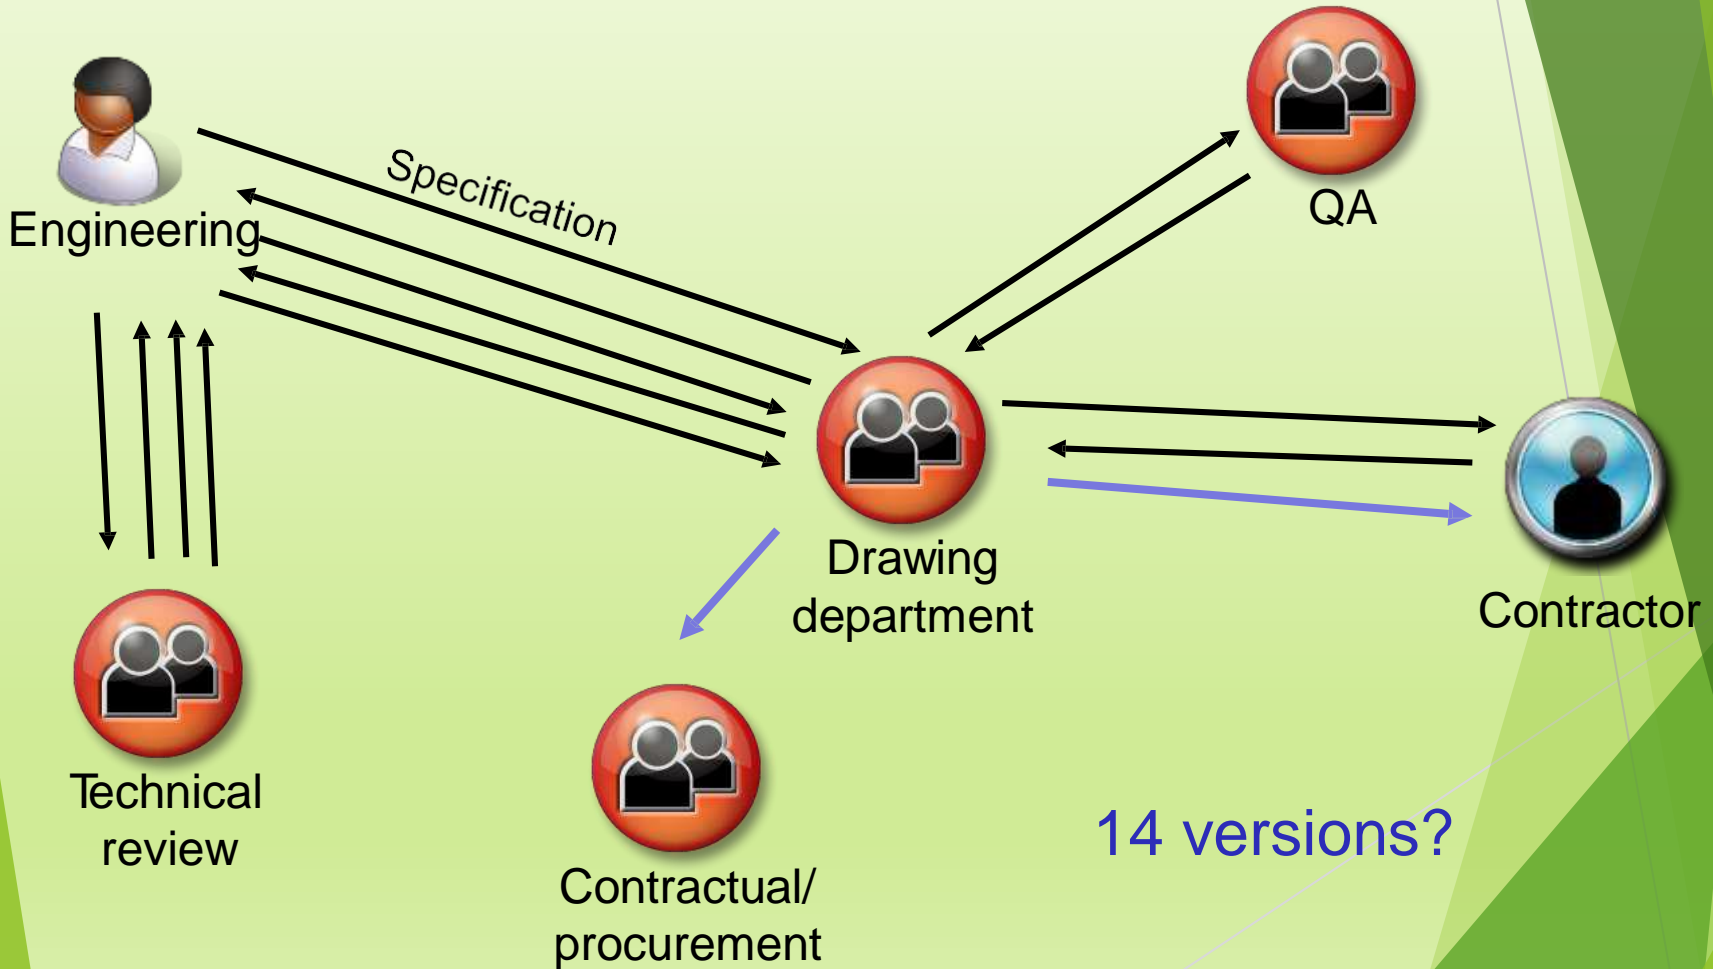 Specification
Engineering
QA
Drawing
department
Contractor
Technical
review
14 versions?
Contractual/
procurement